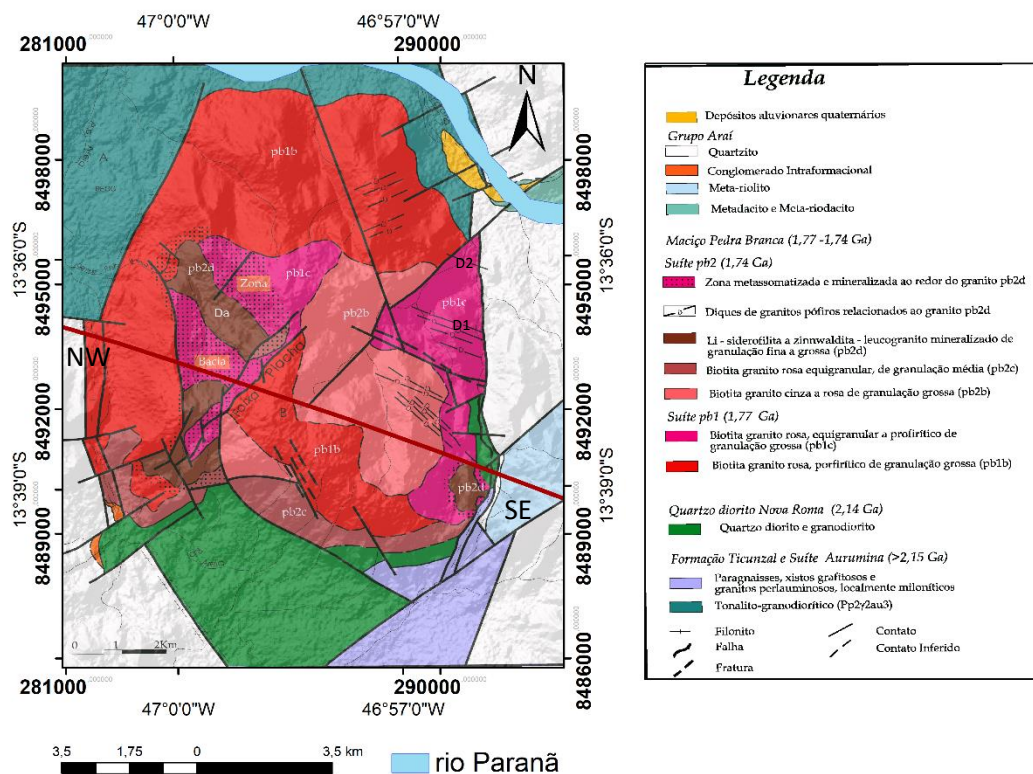 47°0'0"W 46°57'0"W
281000 290000
N
8498000 8498000
13°36'0"S 13°36'0"S
8495000 8495000
8492000 8492000
13°39'0"S 13°39'0"S
8489000 8489000
8486000
A
pb1b
pb2d
pb1c
Zona
D2
Da
pb2b
pb1c
D1
NW
Bacia
B
pb1b
pb2d
pb2c
SE
0 1 2Km
281000 290000
47°0'0"W 46°57'0"W
3,5 1,75 0 3,5 km
rio Paranã
Legenda
Depósitos aluvionares quaternários
Grupo Araí
Quartzito
Conglomerado Intraformacional
Meta-riolito
Metadacito e Meta-riodacito
Maciço Pedra Branca (1,77 -1,74 Ga)
Suíte pb2 (1,74 Ga)
Zona metassomatizada e mineralizada ao redor do granito pb2d
Diques de granitos pófiros relacionados ao granito pb2d
Li - siderofilita a zinnwaldita - leucogranito mineralizado de
granulação fina a grossa (pb2d)
Biotita granito rosa equigranular, de granulação média (pb2c)
Biotita granito cinza a rosa de granulação grossa (pb2b)
Suíte pb1 (1,77 Ga)
Biotita granito rosa, equigranular a profirítico de
granulação grossa (pb1c)
Biotita granito rosa, porfirítico de granulação grossa (pb1b)
Quartzo diorito Nova Roma (2,14 Ga)
Quartzo diorito e granodiorito
Formação Ticunzal e Suíte Aurumina (>2,15 Ga)
Paragnaisses, xistos grafitosos e
granitos perlauminosos, localmente miloníticos
Tonalito-granodiorítico (Pp2γ2au3)
Filonito Contato
Falha Contato Inferido
Fratura